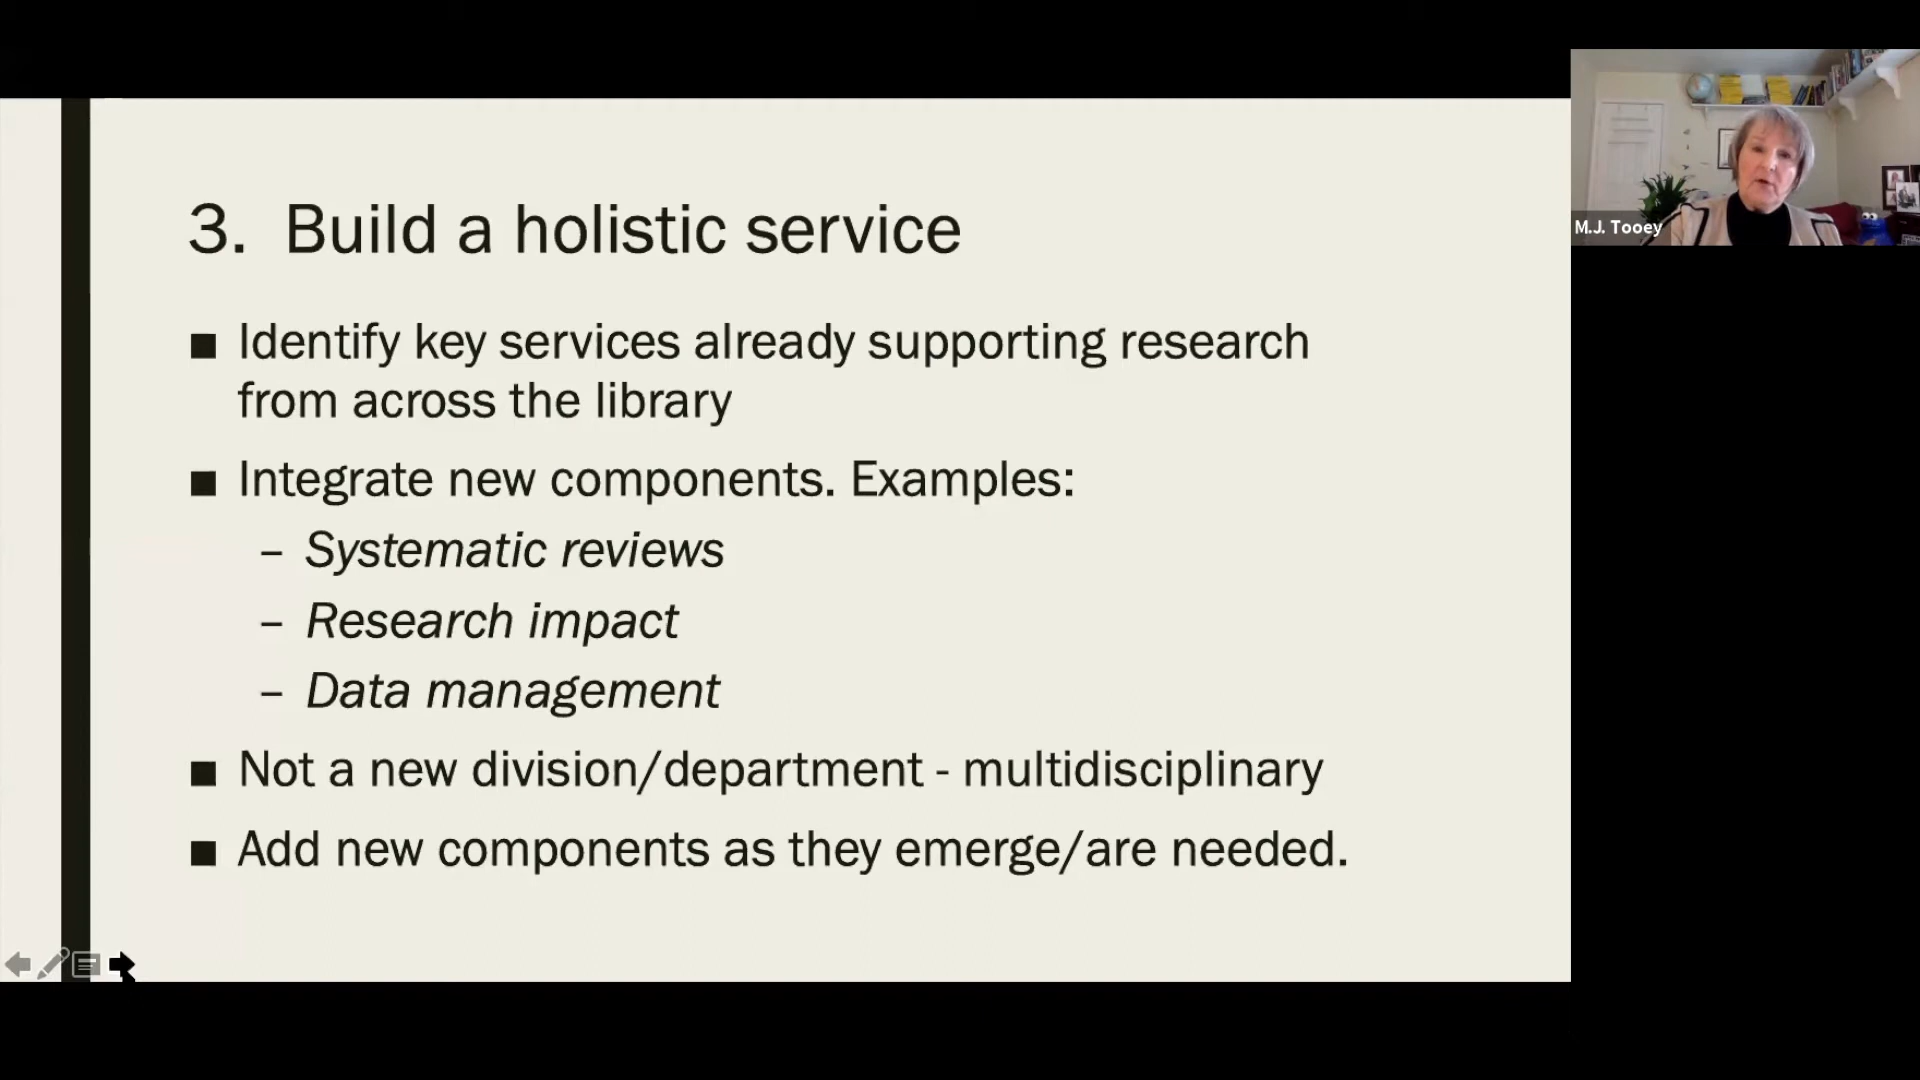 3. Build a holistic service
■ Identify key services already supporting research
from across the library
■ Integrate new components. Examples:
– Systematic reviews
– Research impact
– Data management
■ Not a new division/department - multidisciplinary
■ Add new components as they emerge/are needed.
M.J. Tooey